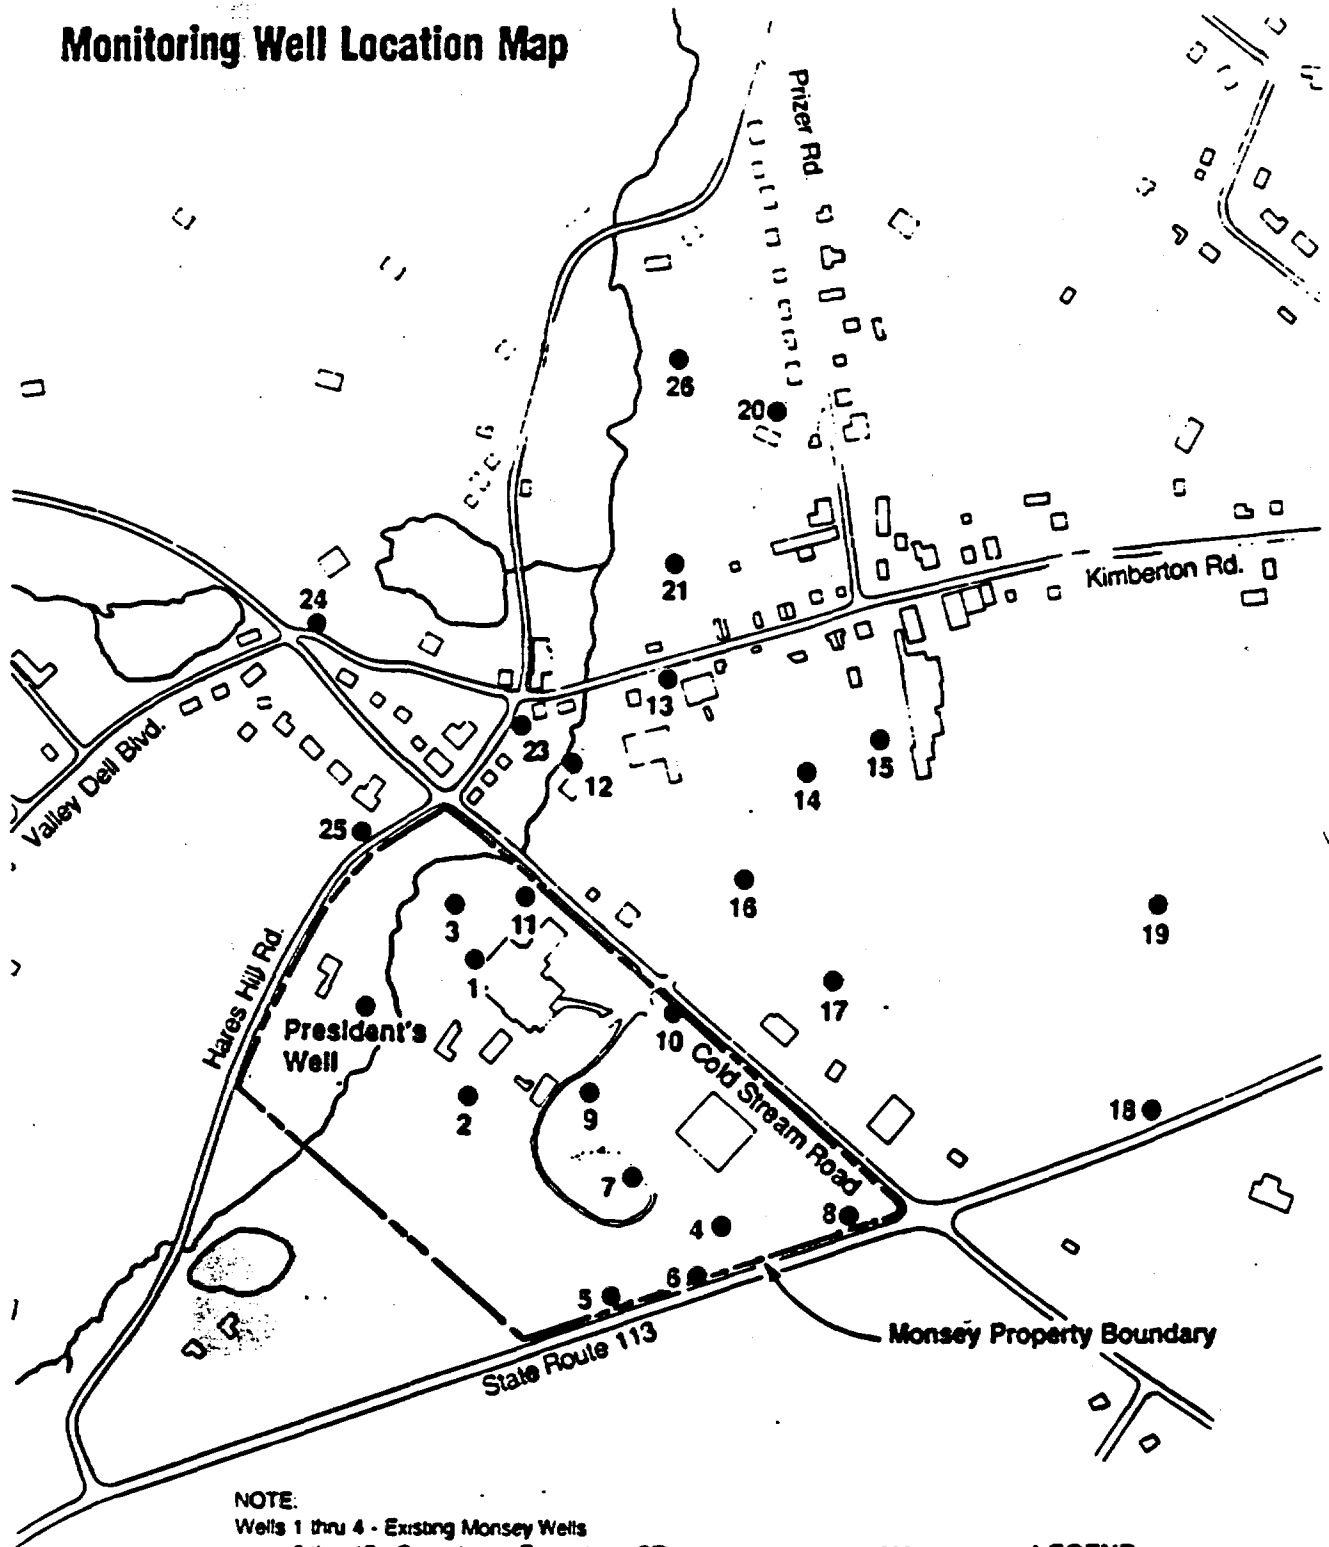 Monitoring Well Location Map
Prizer Rd.
26
20
Kimberton Rd.
21
24
13
23
12
15
14
Valley Dell Blvd.
25
16
3
11
19
1
17
Hares Hill Rd.
President's
Well
10
Cold Stream Road
2
9
18
7
4
8
6
5
Monsey Property Boundary
State Route 113
NOTE:
Wells 1 thru 4 - Existing Monsey Wells